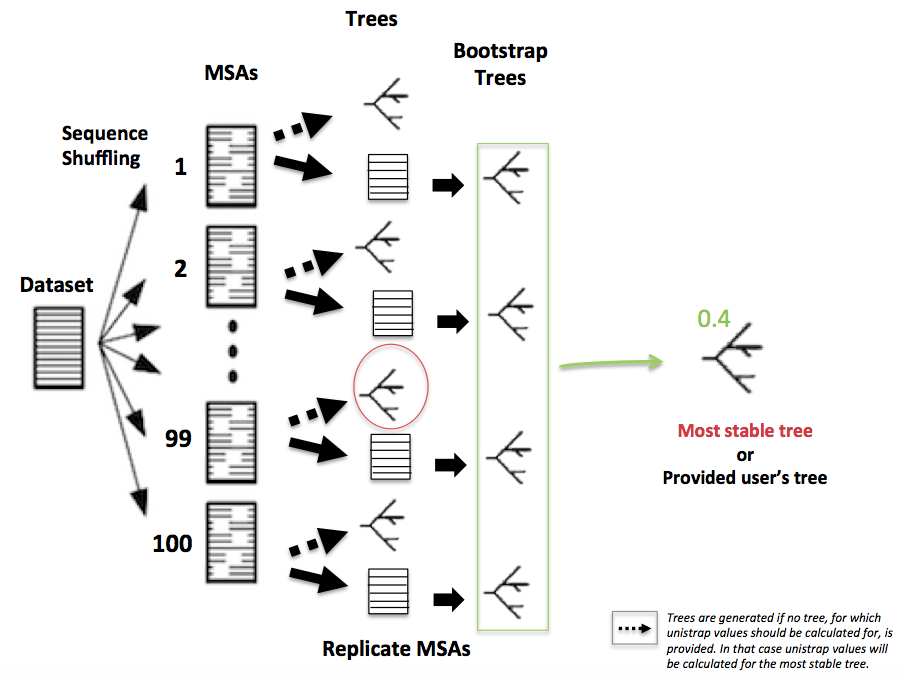 Trees
Bootstrap
Trees
MSAs
Sequence
Shuffling
1
2
Dataset
99
100
0.4
Most stable tree
or
Provided user's tree
Replicate MSAs
Trees are generated if no tree, for which
unistrap values should be calculated for, is
provided. In that case unistrap values will
be calculated for the most stable tree.